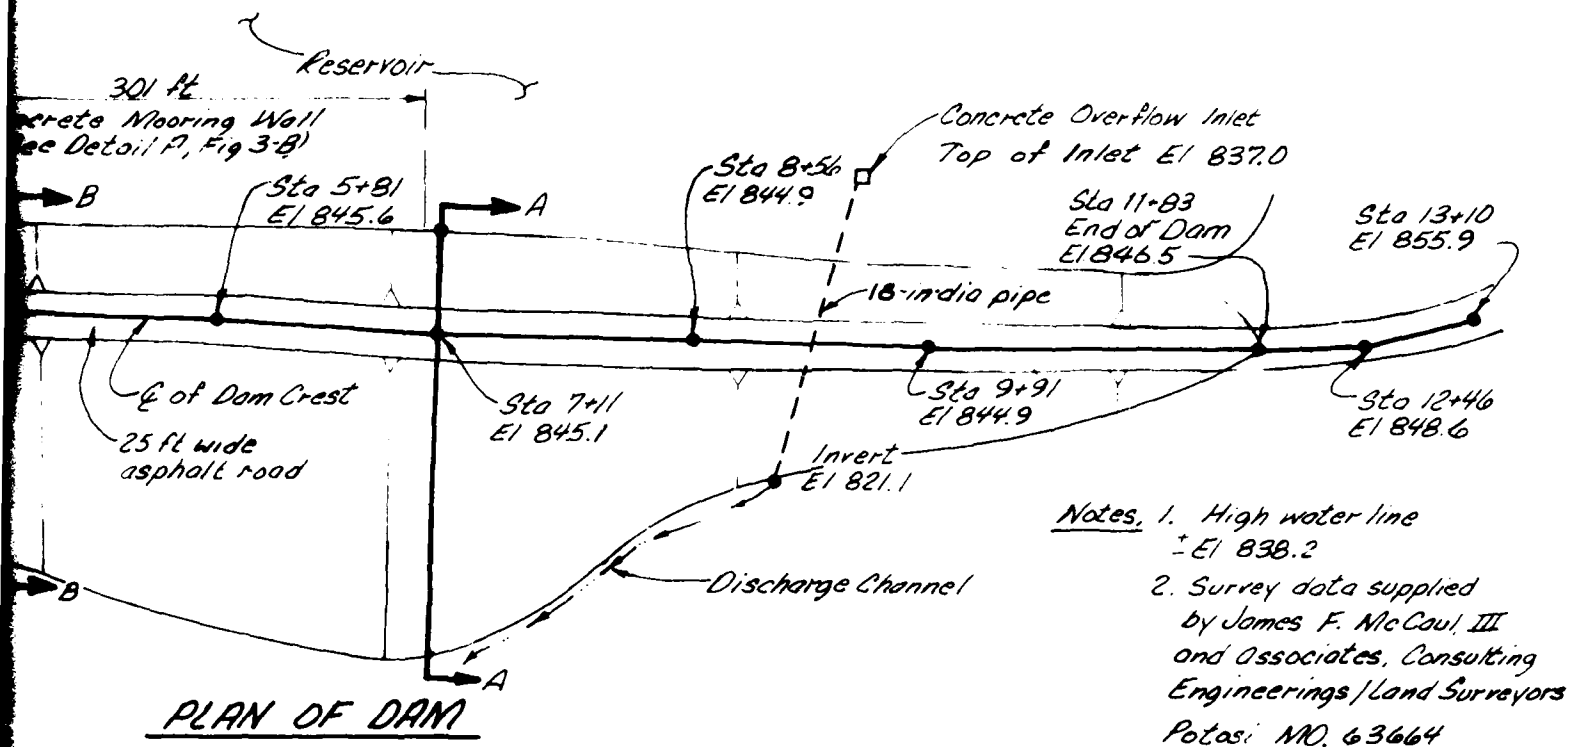 Reservoir
301 ft
crete Mooring Wall
ee Detail A, Fig 3-B)
B
Sta 5+81
El 845.6
A
Sta 8+56
El 844.9
Concrete Overflow Inlet
Top of Inlet El 837.0
Sta 11+83
End of Dam
El 846.5
Sta 13+10
El 855.9
18-in-dia pipe
℄ of Dam Crest
25 ft wide
asphalt road
Sta 7+11
El 845.1
Sta 9+91
El 844.9
Sta 12+46
El 848.6
Invert
El 821.1
B
Discharge Channel
A
PLAN OF DAM
Notes, 1. High water line
± El 838.2
2. Survey data supplied
by James F. McCaul, III
and Associates, Consulting
Engineerings/Land Surveyors
Potosi MO. 63664